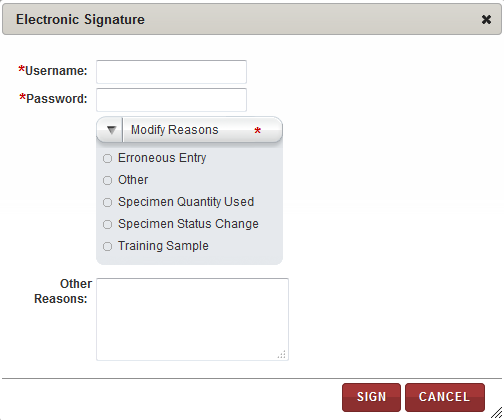 Electronic Signature
*Username:
*Password:
Modify Reasons *
Erroneous Entry
Other
Specimen Quantity Used
Specimen Status Change
Training Sample
Other
Reasons:
SIGN CANCEL